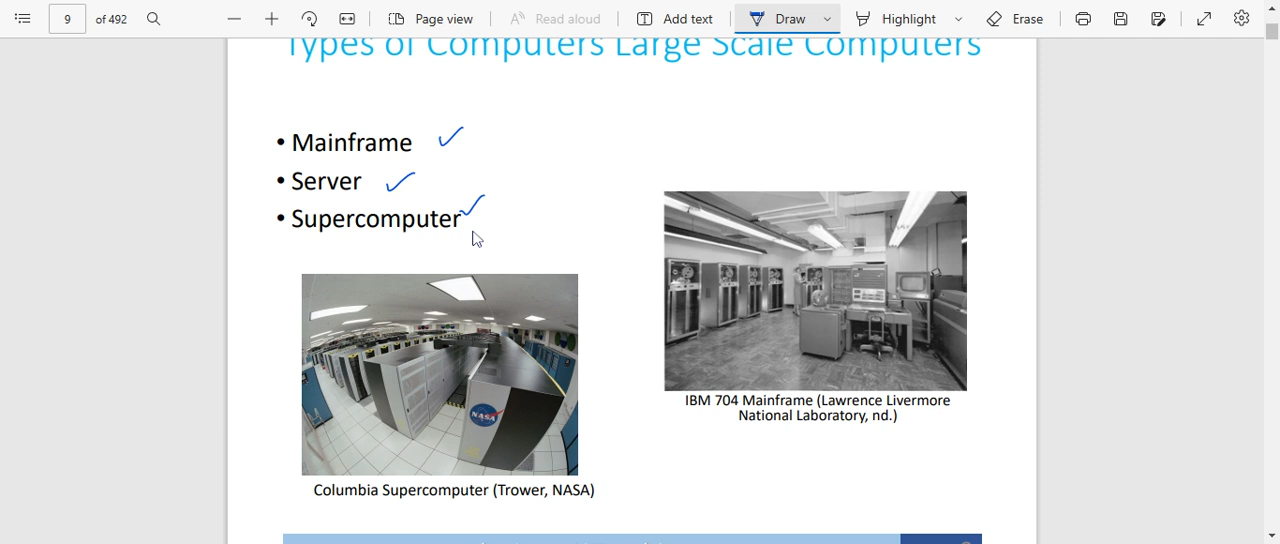 9 of 492 Page view Read aloud Add text Draw Highlight Erase
Types of Computers Large Scale Computers
• Mainframe
• Server
• Supercomputer
NASA
IBM 704 Mainframe (Lawrence Livermore
National Laboratory, nd.)
Columbia Supercomputer (Trower, NASA)